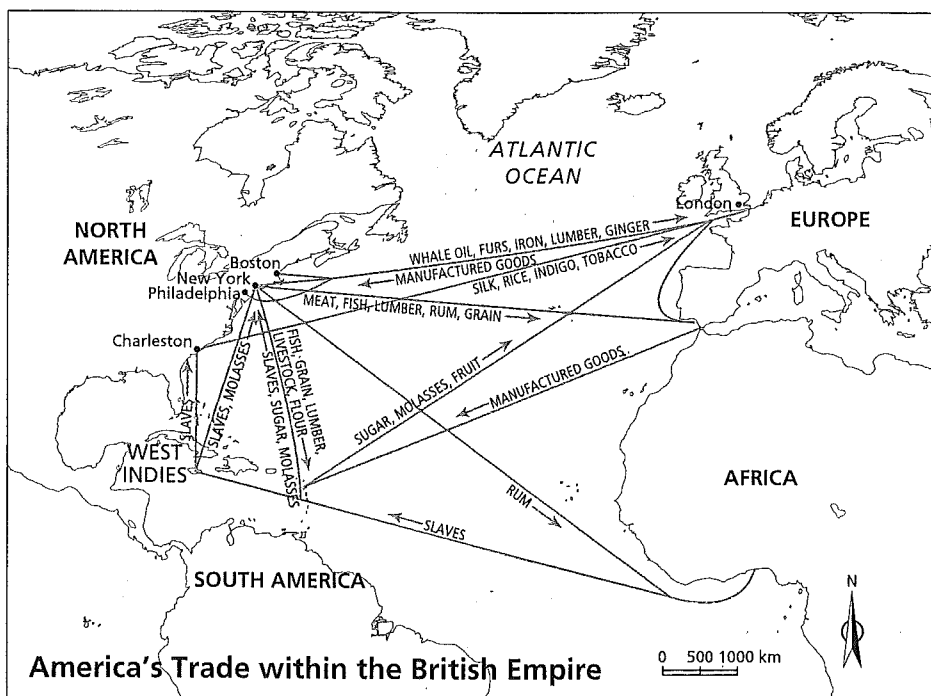 ATLANTIC
OCEAN
NORTH
AMERICA
EUROPE
London
Boston
New York
Philadelphia
Charleston
WHALE OIL, FURS, IRON, LUMBER, GINGER
MANUFACTURED GOODS
SILK, RICE, INDIGO, TOBACCO
MEAT, FISH, LUMBER, RUM, GRAIN
FISH, GRAIN, LUMBER,
LIVESTOCK, FLOUR
SLAVES, SUGAR, MOLASSES
SLAVES, MOLASSES
SLAVES
SUGAR, MOLASSES, FRUIT
MANUFACTURED GOODS.
WEST
INDIES
AFRICA
RUM
SLAVES
SOUTH AMERICA
N
0 500 1000 km
America's Trade within the British Empire